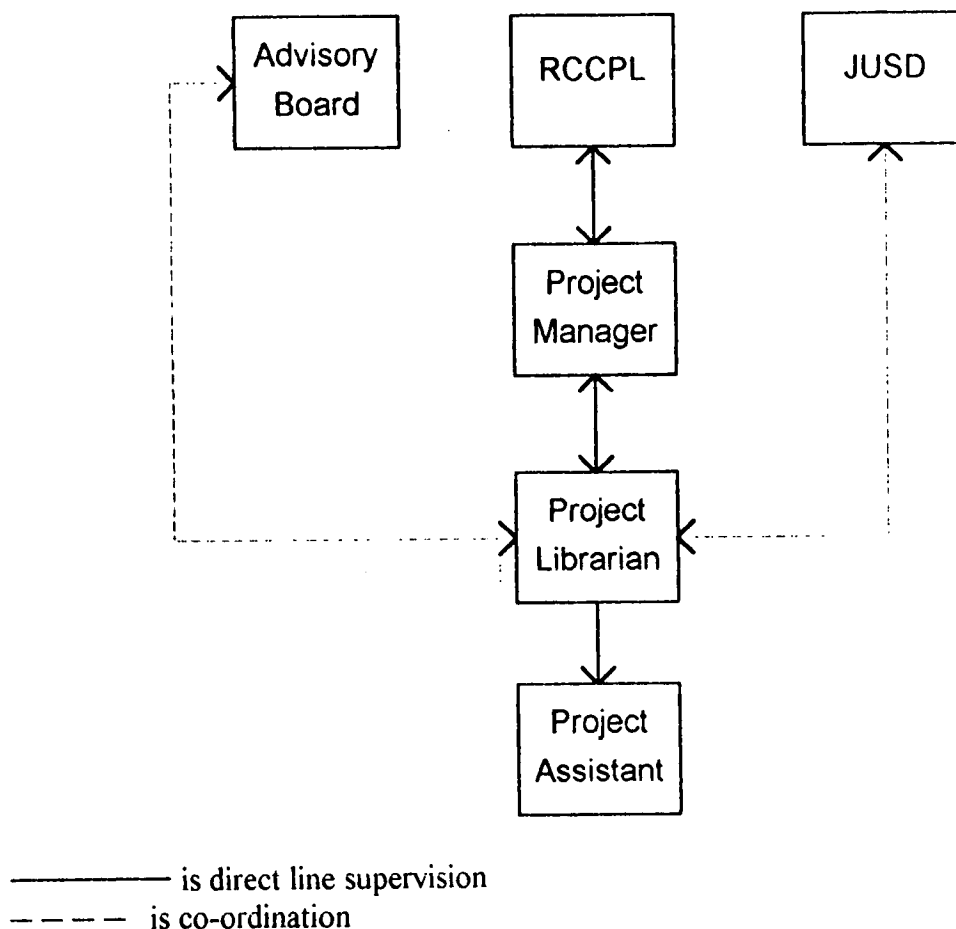 Advisory
Board
RCCPL
JUSD
Project
Manager
Project
Librarian
Project
Assistant
is direct line supervision
is co-ordination